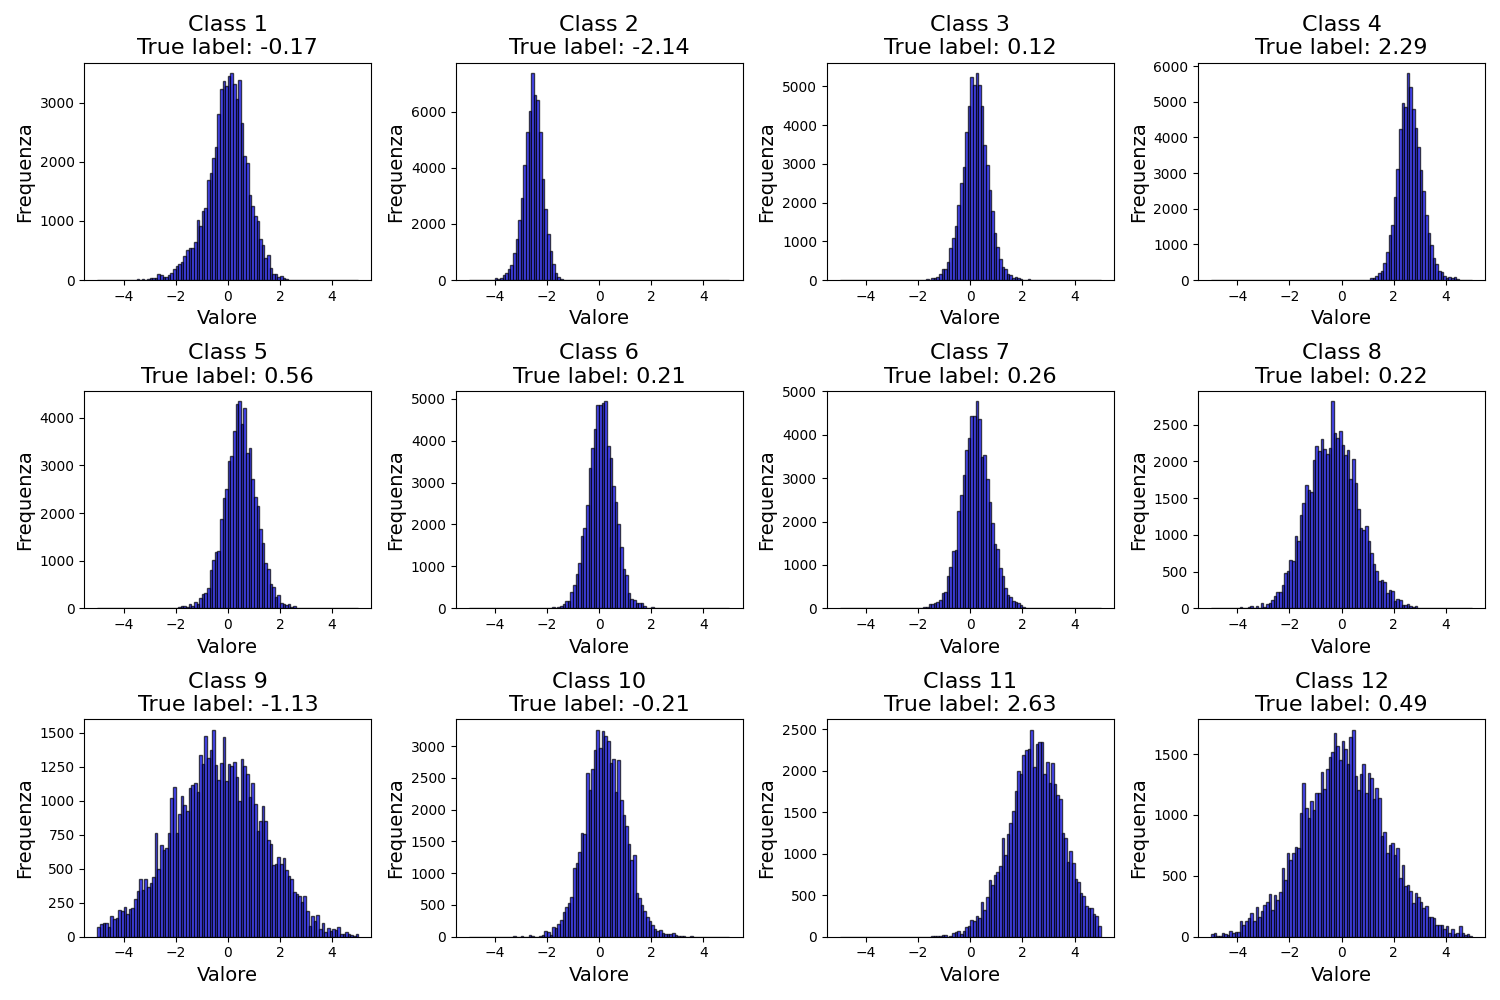 Class 1
True label: -0.17
Class 2
True label: -2.14
Class 3
True label: 0.12
Class 4
True label: 2.29
Frequenza
3000
2000
1000
0
−4
−2
0
2
4
Valore
Frequenza
6000
4000
2000
0
−4
−2
0
2
4
Valore
Frequenza
5000
4000
3000
2000
1000
0
−4
−2
0
2
4
Valore
Frequenza
6000
5000
4000
3000
2000
1000
0
−4
−2
0
2
4
Valore
Class 5
True label: 0.56
Class 6
True label: 0.21
Class 7
True label: 0.26
Class 8
True label: 0.22
Frequenza
4000
3000
2000
1000
0
−4
−2
0
2
4
Valore
Frequenza
5000
4000
3000
2000
1000
0
−4
−2
0
2
4
Valore
Frequenza
5000
4000
3000
2000
1000
0
−4
−2
0
2
4
Valore
Frequenza
2500
2000
1500
1000
500
0
−4
−2
0
2
4
Valore
Class 9
True label: -1.13
Class 10
True label: -0.21
Class 11
True label: 2.63
Class 12
True label: 0.49
Frequenza
1500
1250
1000
750
500
250
0
−4
−2
0
2
4
Valore
Frequenza
3000
2500
2000
1500
1000
500
0
−4
−2
0
2
4
Valore
Frequenza
2500
2000
1500
1000
500
0
−4
−2
0
2
4
Valore
Frequenza
1500
1000
500
0
−4
−2
0
2
4
Valore